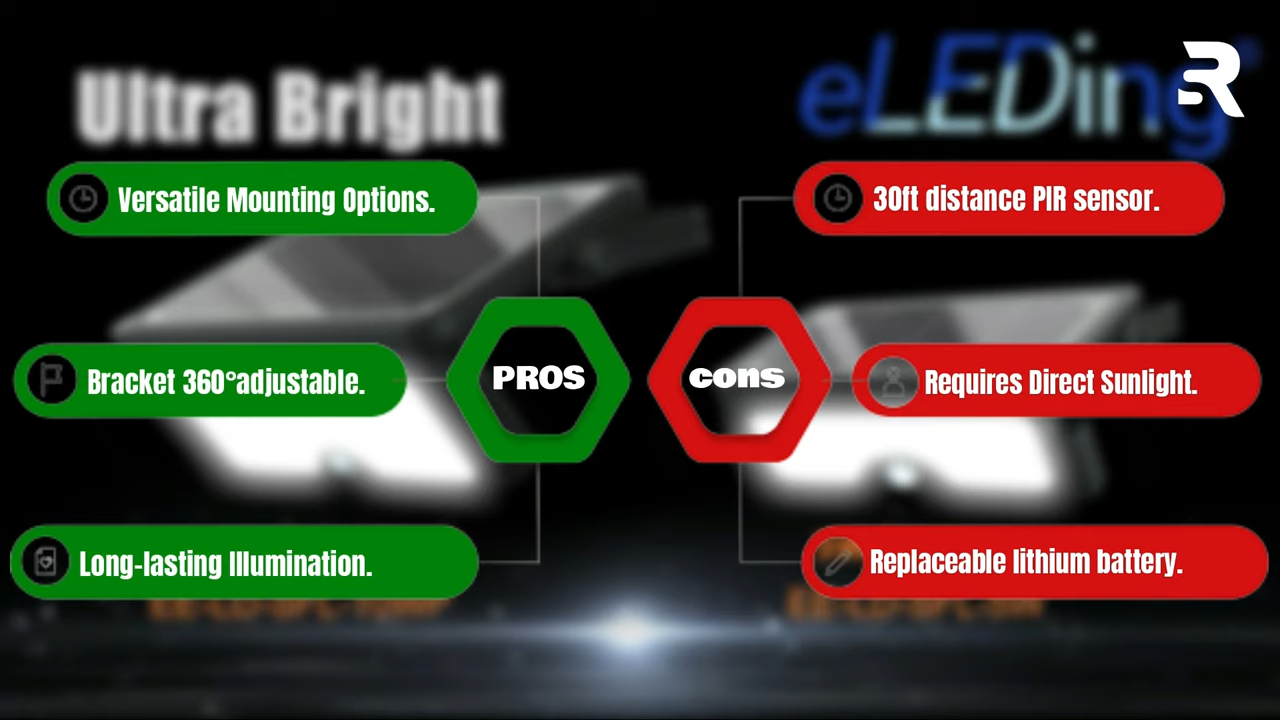 Ultra Bright
eLEDing
Versatile Mounting Options.
30ft distance PIR sensor.
Bracket 360°adjustable.
PROS
cons
Requires Direct Sunlight.
Long-lasting Illumination.
Replaceable lithium battery.